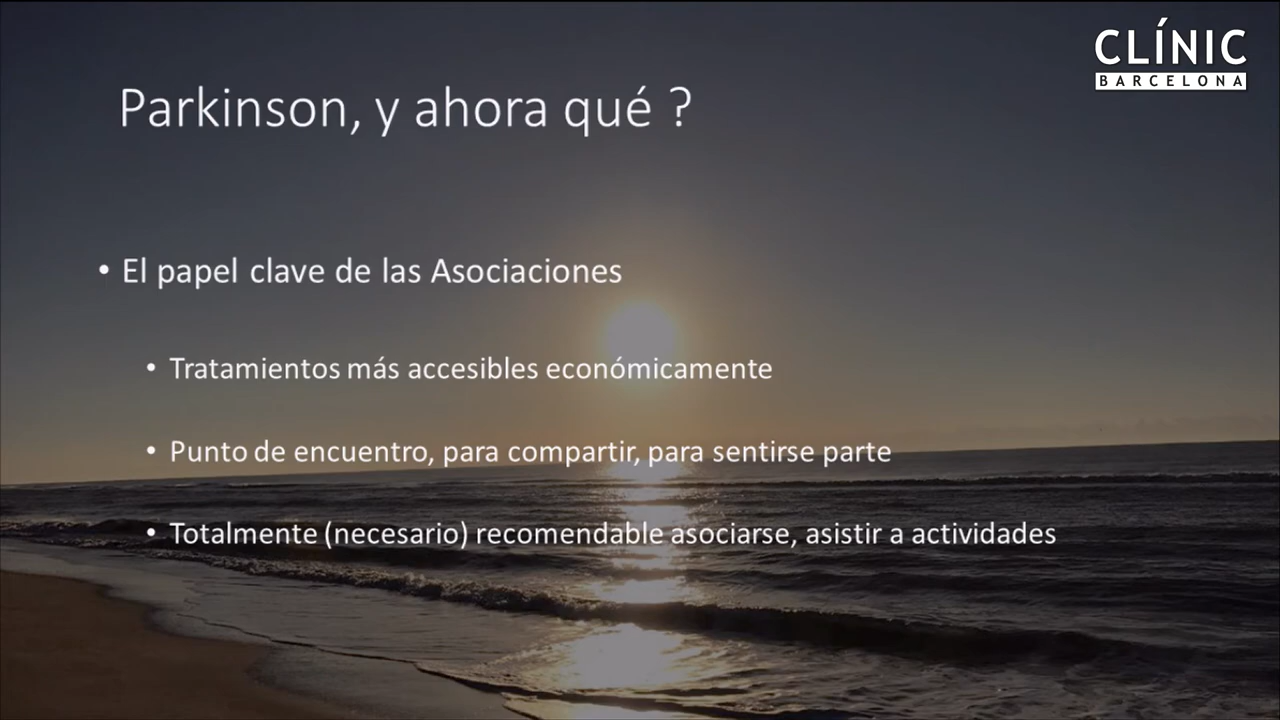 CLÍNIC
BARCELONA
Parkinson, y ahora qué ?
• El papel clave de las Asociaciones
• Tratamientos más accesibles económicamente
• Punto de encuentro, para compartir, para sentirse parte
• Totalmente (necesario) recomendable asociarse, asistir a actividades